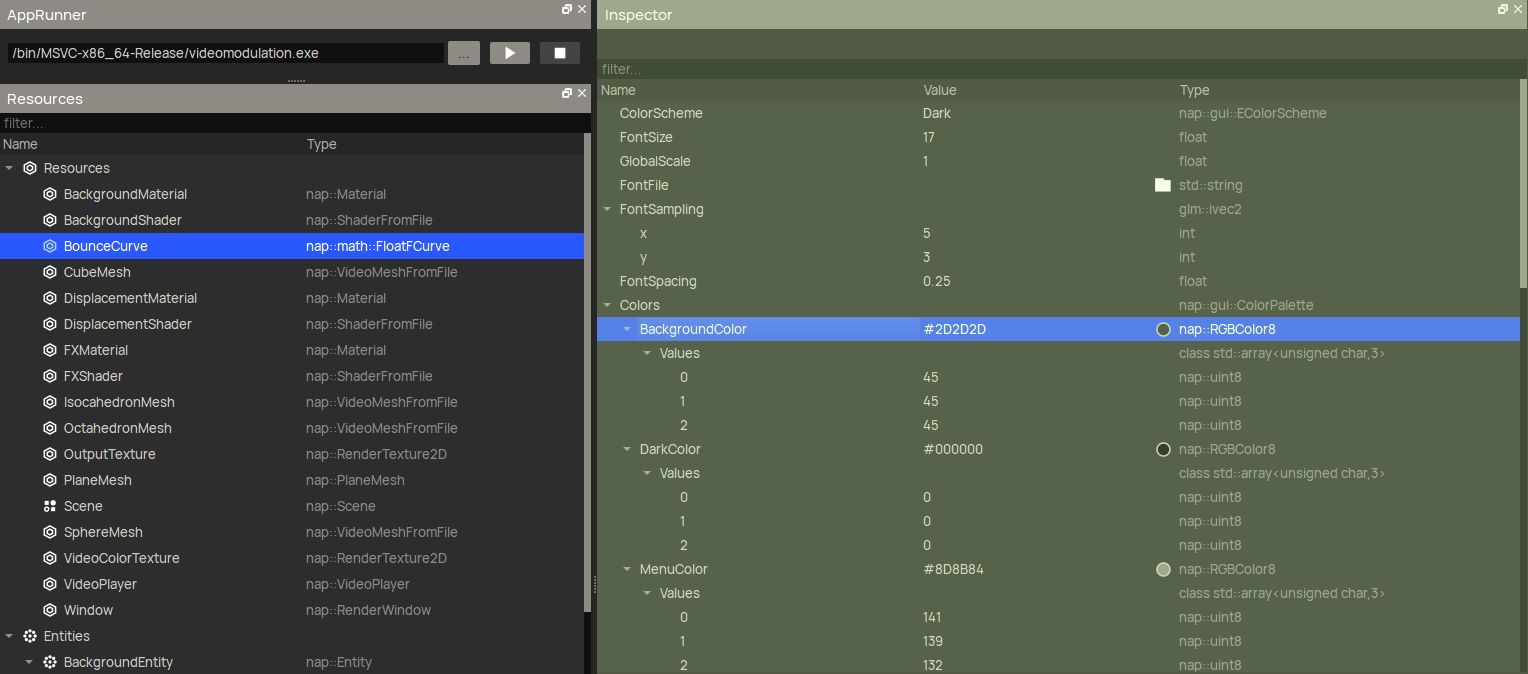 AppRunner
/bin/MSVC-x86_64-Release/videomodulation.exe ...
Resources
filter...
Name Type
Resources
BackgroundMaterial nap::Material
BackgroundShader nap::ShaderFromFile
BounceCurve nap::math::FloatFCurve
CubeMesh nap::VideoMeshFromFile
DisplacementMaterial nap::Material
DisplacementShader nap::ShaderFromFile
FXMaterial nap::Material
FXShader nap::ShaderFromFile
IsocahedronMesh nap::VideoMeshFromFile
OctahedronMesh nap::VideoMeshFromFile
OutputTexture nap::RenderTexture2D
PlaneMesh nap::PlaneMesh
Scene nap::Scene
SphereMesh nap::VideoMeshFromFile
VideoColorTexture nap::RenderTexture2D
VideoPlayer nap::VideoPlayer
Window nap::RenderWindow
Entities
BackgroundEntity nap::Entity
Inspector
filter...
Name Value Type
ColorScheme Dark nap::gui::EColorScheme
FontSize 17 float
GlobalScale 1 float
FontFile std::string
FontSampling glm::ivec2
x 5 int
y 3 int
FontSpacing 0.25 float
Colors nap::gui::ColorPalette
BackgroundColor #2D2D2D nap::RGBColor8
Values class std::array<unsigned char,3>
0 45 nap::uint8
1 45 nap::uint8
2 45 nap::uint8
DarkColor #000000 nap::RGBColor8
Values class std::array<unsigned char,3>
0 0 nap::uint8
1 0 nap::uint8
2 0 nap::uint8
MenuColor #8D8B84 nap::RGBColor8
Values class std::array<unsigned char,3>
0 141 nap::uint8
1 139 nap::uint8
2 132 nap::uint8